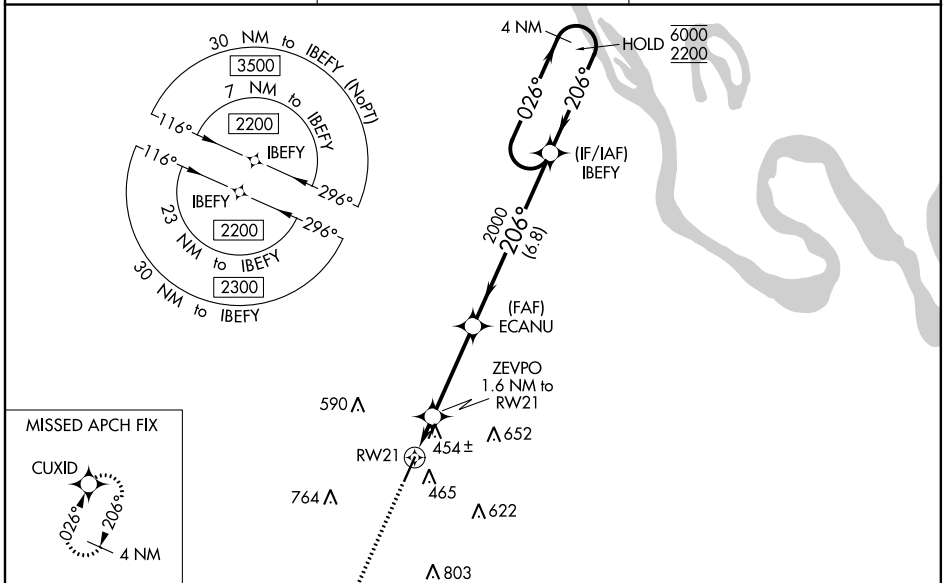 30 NM to IBEFY (NoPT)
3500
7 NM to IBEFY
2200
116°
IBEFY
296°
116°
IBEFY
296°
2200
23 NM to IBEFY
2300
30 NM to IBEFY
4 NM
HOLD 6000
2200
026°
206°
(IF/IAF)
IBEFY
2000
206°
(6.8)
(FAF)
ECANU
ZEVPO
1.6 NM to
RW21
590
454±
652
RW21
465
764
622
803
MISSED APCH FIX
CUXID
026°
206°
4 NM